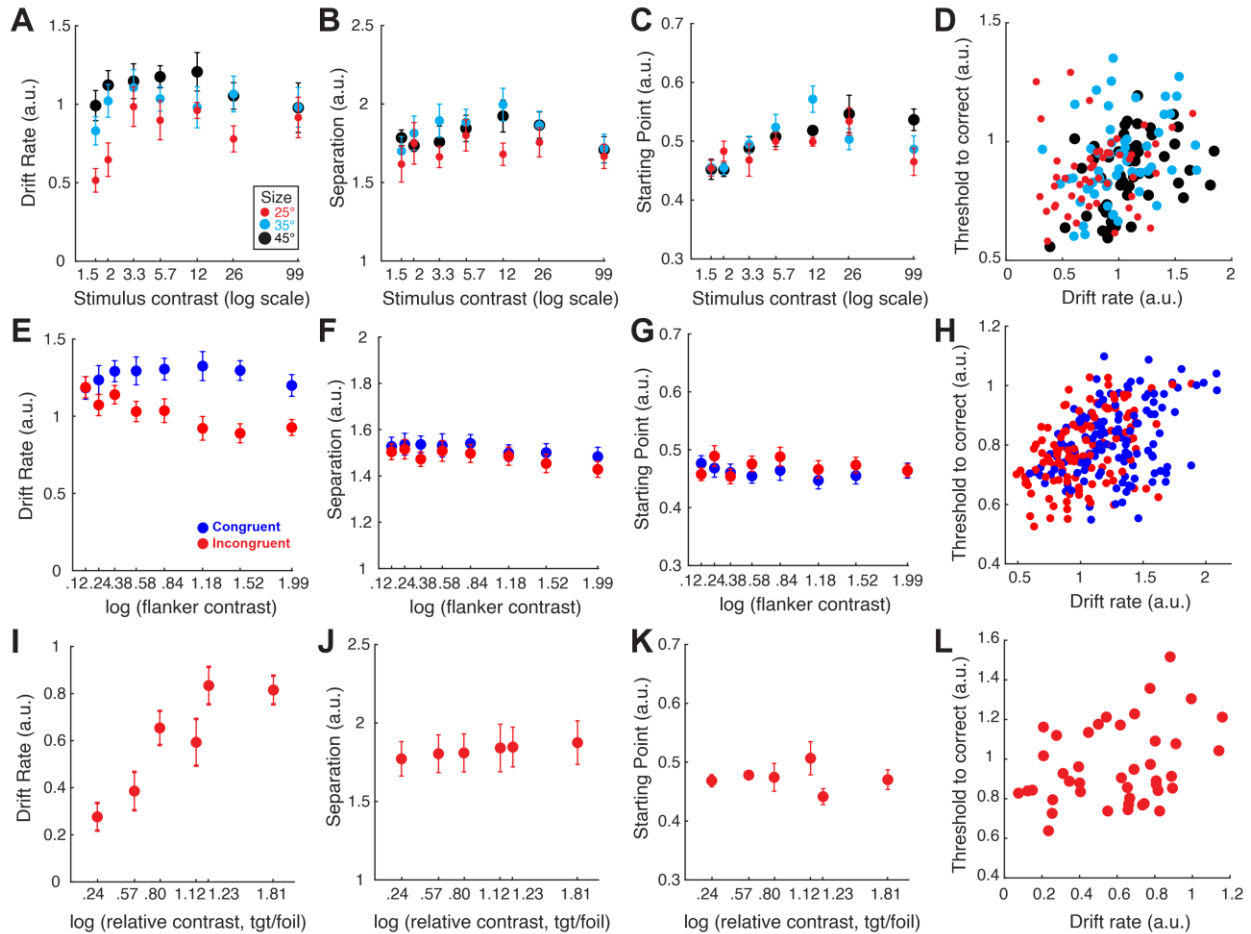 A
Drift Rate (a.u.)
1.5
1
0.5
0
1.5 2 3.3 5.7 12 26 99
Stimulus contrast (log scale)
Size
25°
35°
45°
B
Separation (a.u.)
2.5
2
1.5
1
1.5 2 3.3 5.7 12 26 99
Stimulus contrast (log scale)
C
Starting Point (a.u.)
0.7
0.6
0.5
0.4
0.3
1.5 2 3.3 5.7 12 26 99
Stimulus contrast (log scale)
D
Threshold to correct (a.u.)
1.5
1
0.5
0 0.5 1 1.5 2
Drift rate (a.u.)
E
Drift Rate (a.u.)
1.5
1
0.5
0
.12 .24 .38 .58 .84 1.18 1.52 1.99
log (flanker contrast)
Congruent
Incongruent
F
Separation (a.u.)
2
1.8
1.6
1.4
1.2
1
.12 .24 .38 .58 .84 1.18 1.52 1.99
log (flanker contrast)
G
Starting Point (a.u.)
0.7
0.6
0.5
0.4
0.3
.12 .24 .38 .58 .84 1.18 1.52 1.99
log (flanker contrast)
H
Threshold to correct (a.u.)
1.2
1
0.8
0.6
0.4
0.5 1 1.5 2
Drift rate (a.u.)
I
Drift Rate (a.u.)
1
0.8
0.6
0.4
0.2
0
.24 .57 .80 1.12 1.23 1.81
log (relative contrast, tgt/foil)
J
Separation (a.u.)
2.5
2
1.5
1
.24 .57 .80 1.12 1.23 1.81
log (relative contrast, tgt/foil)
K
Starting Point (a.u.)
0.7
0.6
0.5
0.4
0.3
.24 .57 .80 1.12 1.23 1.81
log (relative contrast, tgt/foil)
L
Threshold to correct (a.u.)
1.6
1.4
1.2
1
0.8
0.6
0.4
0 0.2 0.4 0.6 0.8 1 1.2
Drift rate (a.u.)